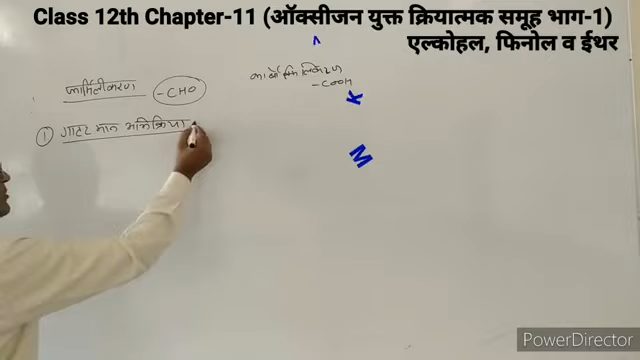 Class 12th Chapter-11 (ऑक्सीजन युक्त क्रियात्मक समूह भाग-1)
एल्कोहल, फिनोल व ईथर
फार्मिलीकरण -CHO
कार्बोक्सिलिकरण
-COOH
K
M
① गाटरमान अभिक्रिया
PowerDirector